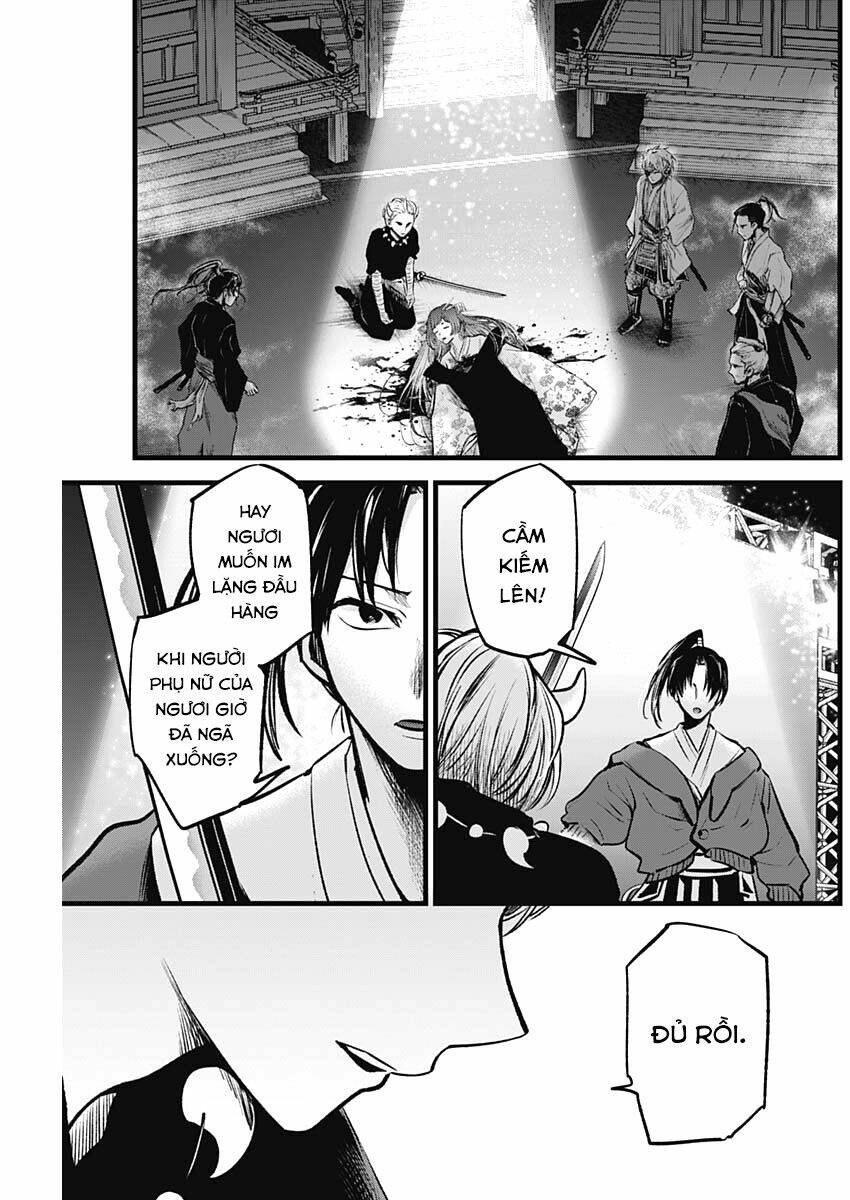 CẦM
KIẾM
LÊN!
HAY
NGƯƠI
MUỐN IM
LẶNG ĐẦU
HÀNG
KHI NGƯỜI
PHỤ NỮ CỦA
NGƯƠI GIỜ
ĐÃ NGÃ
XUỐNG?
ĐỦ RỒI.